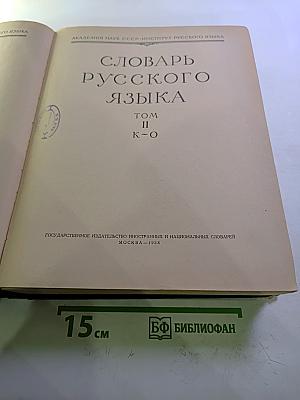 АКАДЕМИЯ НАУК СССР · ИНСТИТУТ РУССКОГО ЯЗЫКА
СЛОВАРЬ
РУССКОГО
ЯЗЫКА
ТОМ
II
К–О
ГОСУДАРСТВЕННОЕ ИЗДАТЕЛЬСТВО ИНОСТРАННЫХ И НАЦИОНАЛЬНЫХ СЛОВАРЕЙ
МОСКВА — 1958
15 см
БФ БИБЛИОФАН